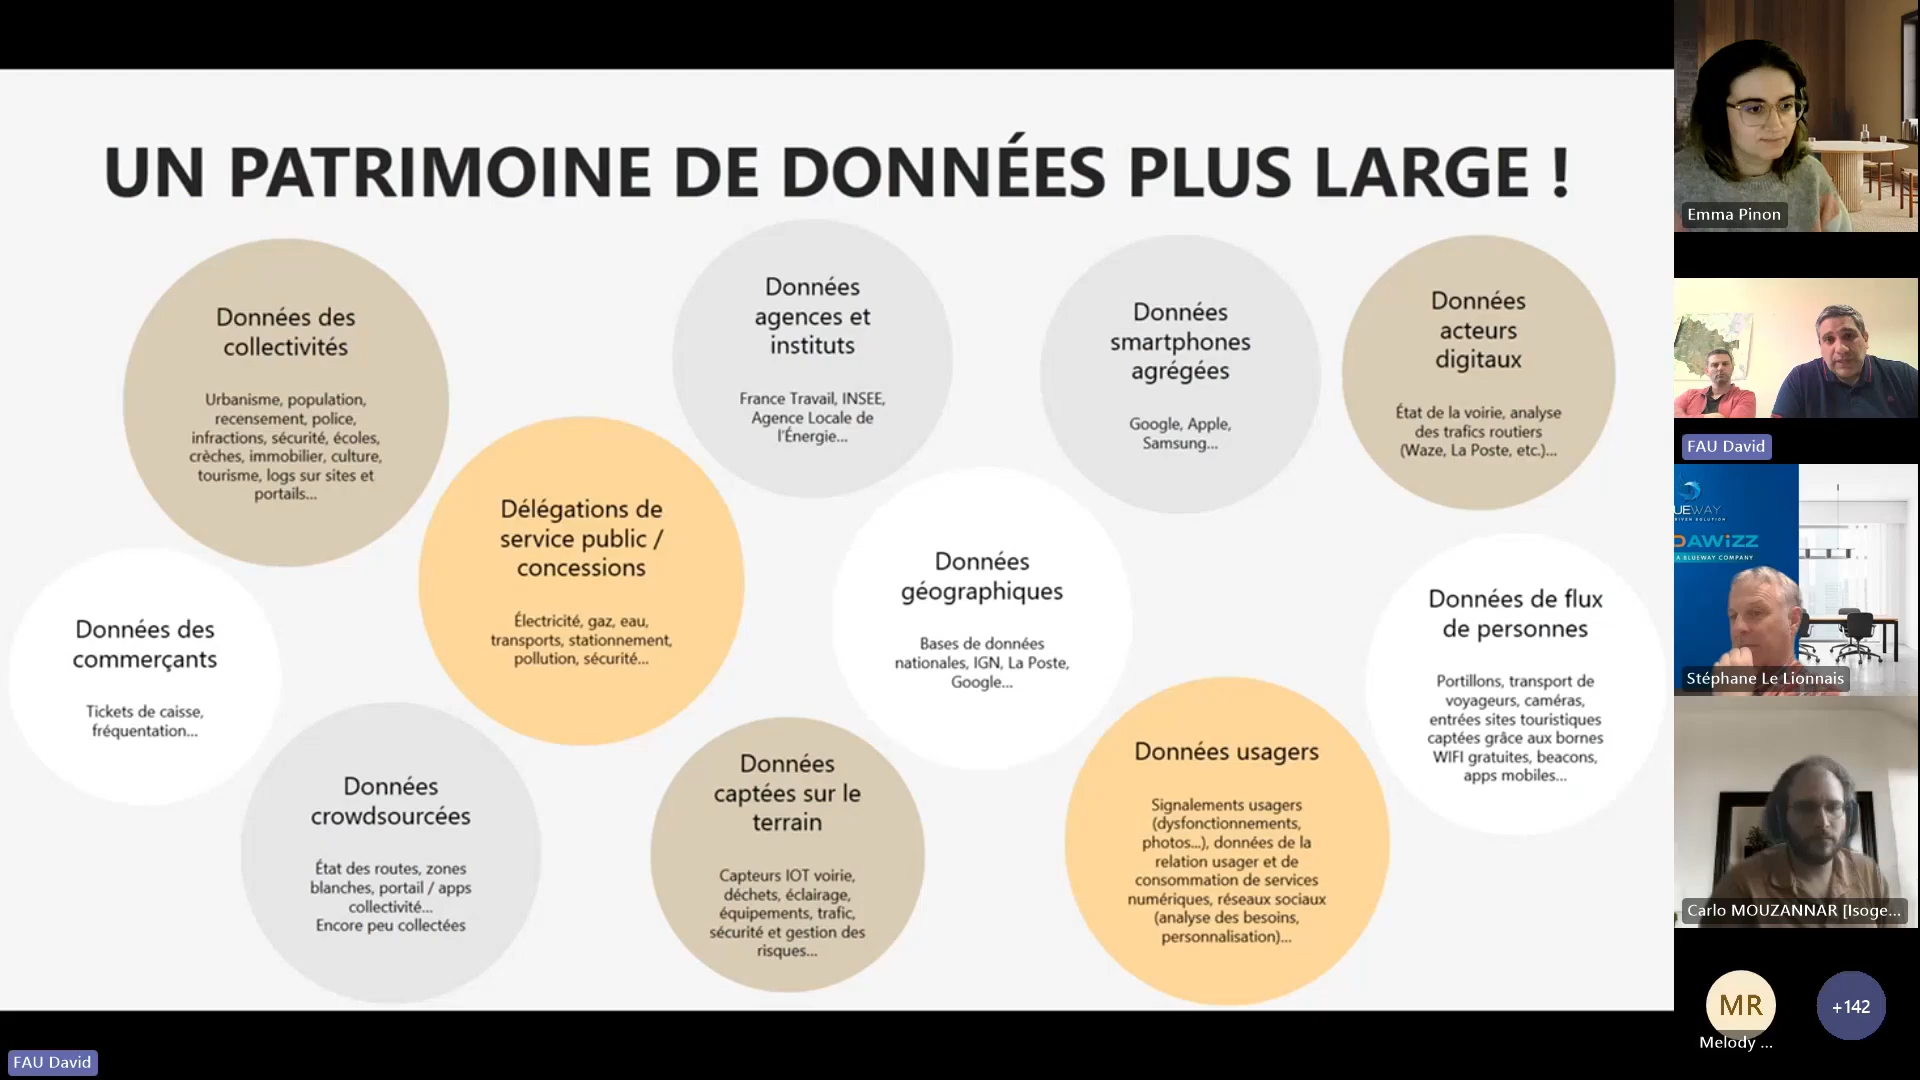 UN PATRIMOINE DE DONNÉES PLUS LARGE !
Données des
collectivités
Urbanisme, population,
recensement, police,
infractions, sécurité, écoles,
crèches, immobilier, culture,
tourisme, logs sur sites et
portails...
Données
agences et
instituts
France Travail, INSEE,
Agence Locale de
l'Énergie...
Données
smartphones
agrégées
Google, Apple,
Samsung...
Données
acteurs
digitaux
État de la voirie, analyse
des trafics routiers
(Waze, La Poste, etc.)...
Délégations de
service public /
concessions
Électricité, gaz, eau,
transports, stationnement,
pollution, sécurité...
Données
géographiques
Bases de données
nationales, IGN, La Poste,
Google...
Données des
commerçants
Tickets de caisse,
fréquentation...
Données de flux
de personnes
Portillons, transport de
voyageurs, caméras,
entrées sites touristiques
captées grâce aux bornes
WIFI gratuites, beacons,
apps mobiles...
Données
crowdsourcées
État des routes, zones
blanches, portail / apps
collectivité...
Encore peu collectées
Données
captées sur le
terrain
Capteurs IOT voirie,
déchets, éclairage,
équipements, trafic,
sécurité et gestion des
risques...
Données usagers
Signalements usagers
(dysfonctionnements,
photos...), données de la
relation usager et de
consommation de services
numériques, réseaux sociaux
(analyse des besoins,
personnalisation)...
FAU David
Emma Pinon
FAU David
UEWAY
RIVEN SOLUTION
DAWIZZ
A BLUEWAY COMPANY
Stéphane Le Lionnais
Carlo MOUZANNAR [Isoge...
MR
Melody ...
+142